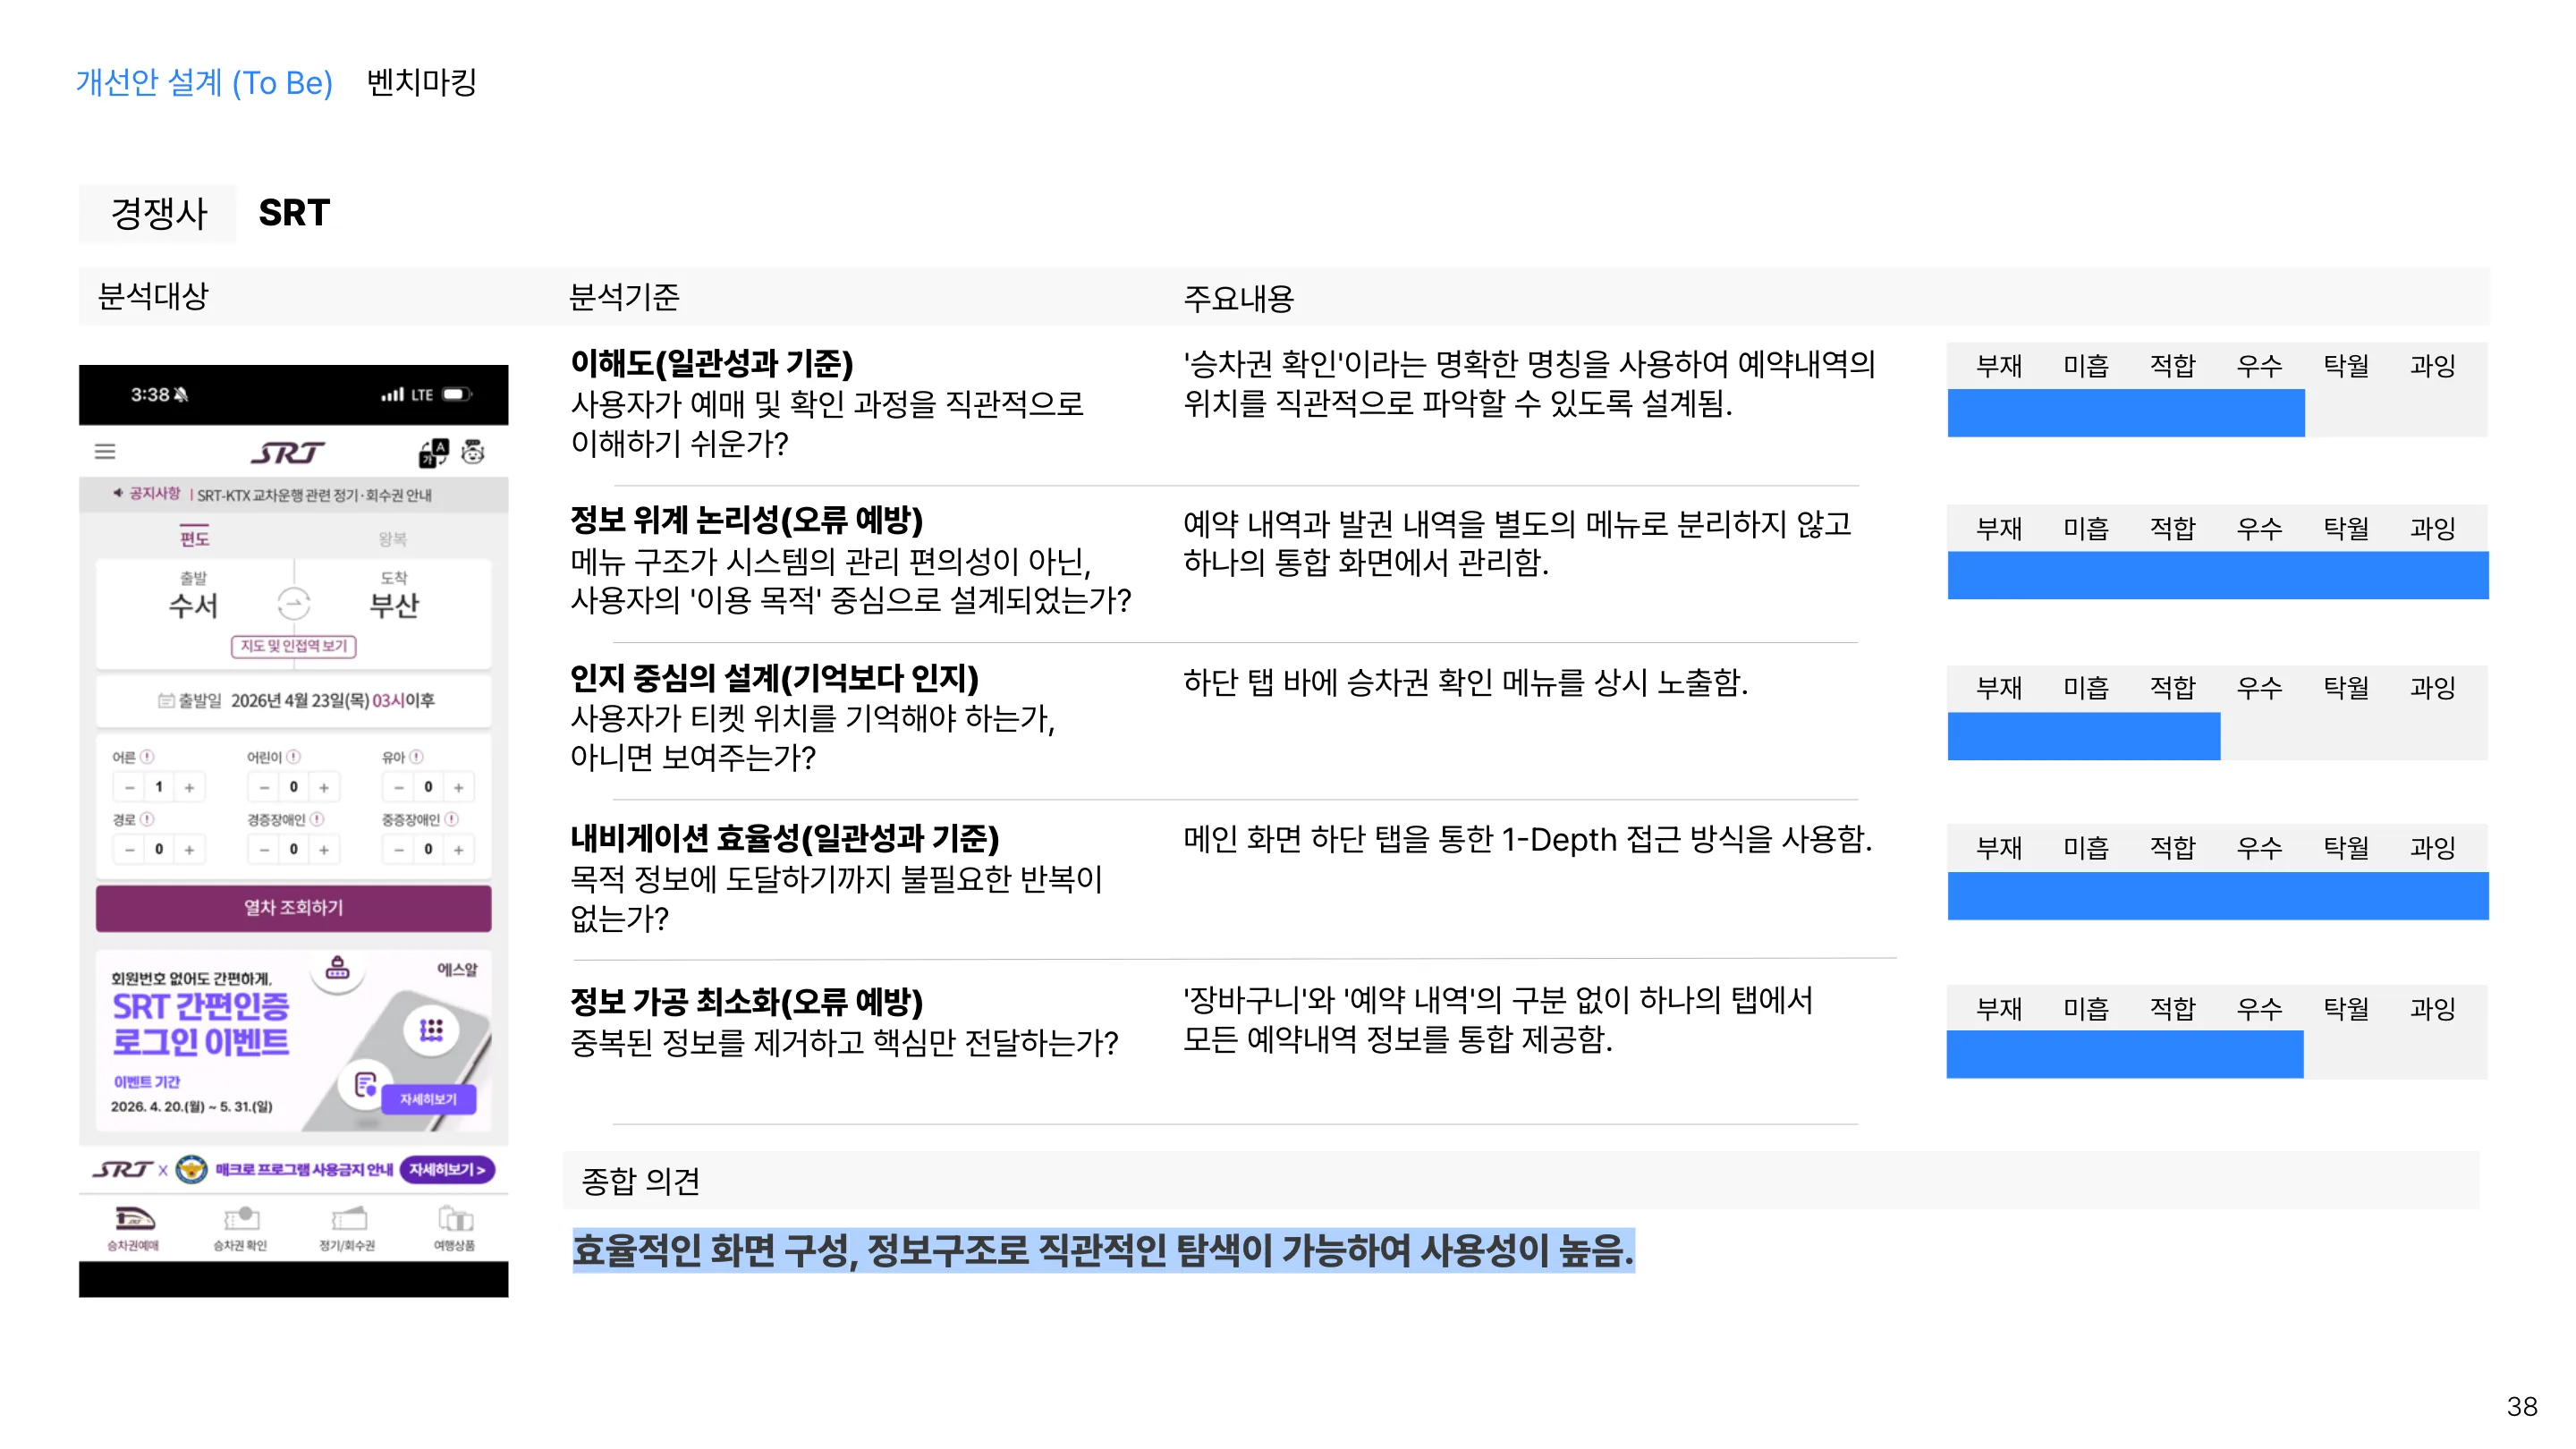 개선안 설계 (To Be) 벤치마킹
경쟁사 SRT
분석대상 분석기준 주요내용
3:38 LTE
SRT
공지사항 | SRT-KTX 교차운행 관련 정기·회수권 안내
편도 왕복
출발 도착
수서 부산
지도 및 인접역 보기
출발일 2026년 4월 23일(목) 03시이후
어른 어린이 유아
− 1 + − 0 + − 0 +
경로 경증장애인 중증장애인
− 0 + − 0 + − 0 +
열차 조회하기
회원번호 없어도 간편하게,
에스알
SRT 간편인증
로그인 이벤트
이벤트 기간
2026. 4. 20.(월) ~ 5. 31.(일)
자세히보기
SRT x 매크로 프로그램 사용금지 안내 자세히보기 >
승차권예매 승차권 확인 정기/회수권 여행상품
이해도(일관성과 기준)
사용자가 예매 및 확인 과정을 직관적으로
이해하기 쉬운가?
'승차권 확인'이라는 명확한 명칭을 사용하여 예약내역의
위치를 직관적으로 파악할 수 있도록 설계됨.
부재 미흡 적합 우수 탁월 과잉
정보 위계 논리성(오류 예방)
메뉴 구조가 시스템의 관리 편의성이 아닌,
사용자의 '이용 목적' 중심으로 설계되었는가?
예약 내역과 발권 내역을 별도의 메뉴로 분리하지 않고
하나의 통합 화면에서 관리함.
부재 미흡 적합 우수 탁월 과잉
인지 중심의 설계(기억보다 인지)
사용자가 티켓 위치를 기억해야 하는가,
아니면 보여주는가?
하단 탭 바에 승차권 확인 메뉴를 상시 노출함.
부재 미흡 적합 우수 탁월 과잉
내비게이션 효율성(일관성과 기준)
목적 정보에 도달하기까지 불필요한 반복이
없는가?
메인 화면 하단 탭을 통한 1-Depth 접근 방식을 사용함.
부재 미흡 적합 우수 탁월 과잉
정보 가공 최소화(오류 예방)
중복된 정보를 제거하고 핵심만 전달하는가?
'장바구니'와 '예약 내역'의 구분 없이 하나의 탭에서
모든 예약내역 정보를 통합 제공함.
부재 미흡 적합 우수 탁월 과잉
종합 의견
효율적인 화면 구성, 정보구조로 직관적인 탐색이 가능하여 사용성이 높음.
38